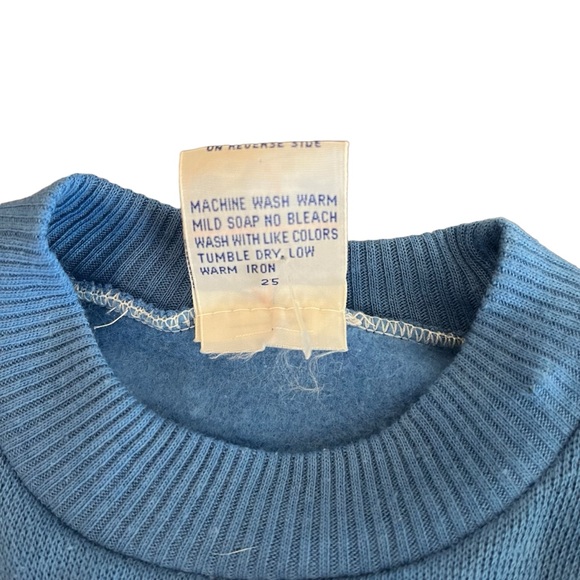 ON REVERSE SIDE
MACHINE WASH WARM
MILD SOAP NO BLEACH
WASH WITH LIKE COLORS
TUMBLE DRY, LOW
WARM IRON
25